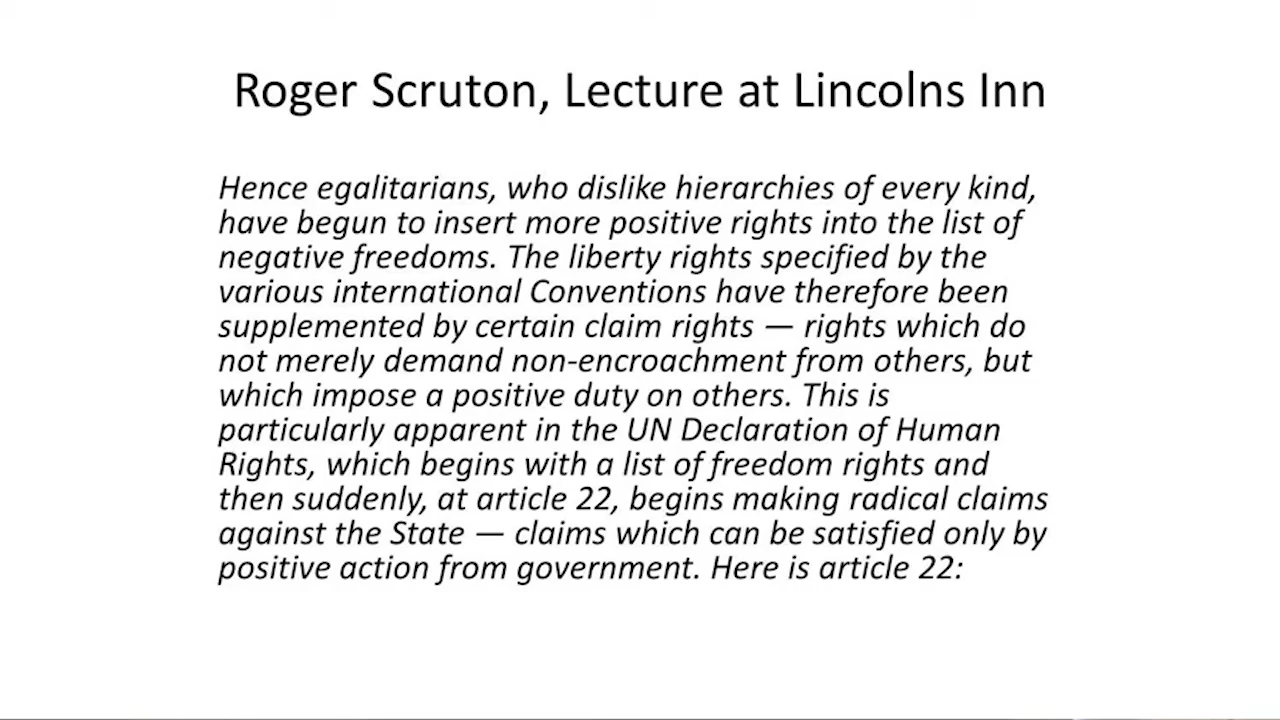 Roger Scruton, Lecture at Lincolns Inn
Hence egalitarians, who dislike hierarchies of every kind,
have begun to insert more positive rights into the list of
negative freedoms. The liberty rights specified by the
various international Conventions have therefore been
supplemented by certain claim rights — rights which do
not merely demand non-encroachment from others, but
which impose a positive duty on others. This is
particularly apparent in the UN Declaration of Human
Rights, which begins with a list of freedom rights and
then suddenly, at article 22, begins making radical claims
against the State — claims which can be satisfied only by
positive action from government. Here is article 22: